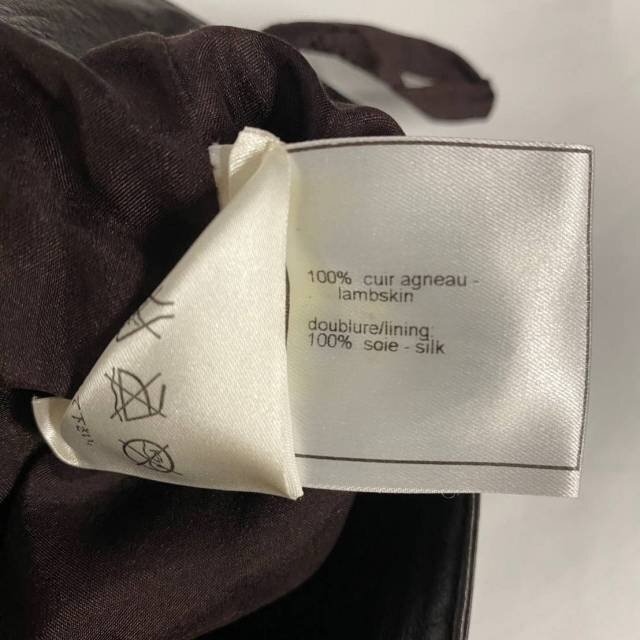 100% cuir agneau -
lambskin
doublure/lining:
100% soie - silk